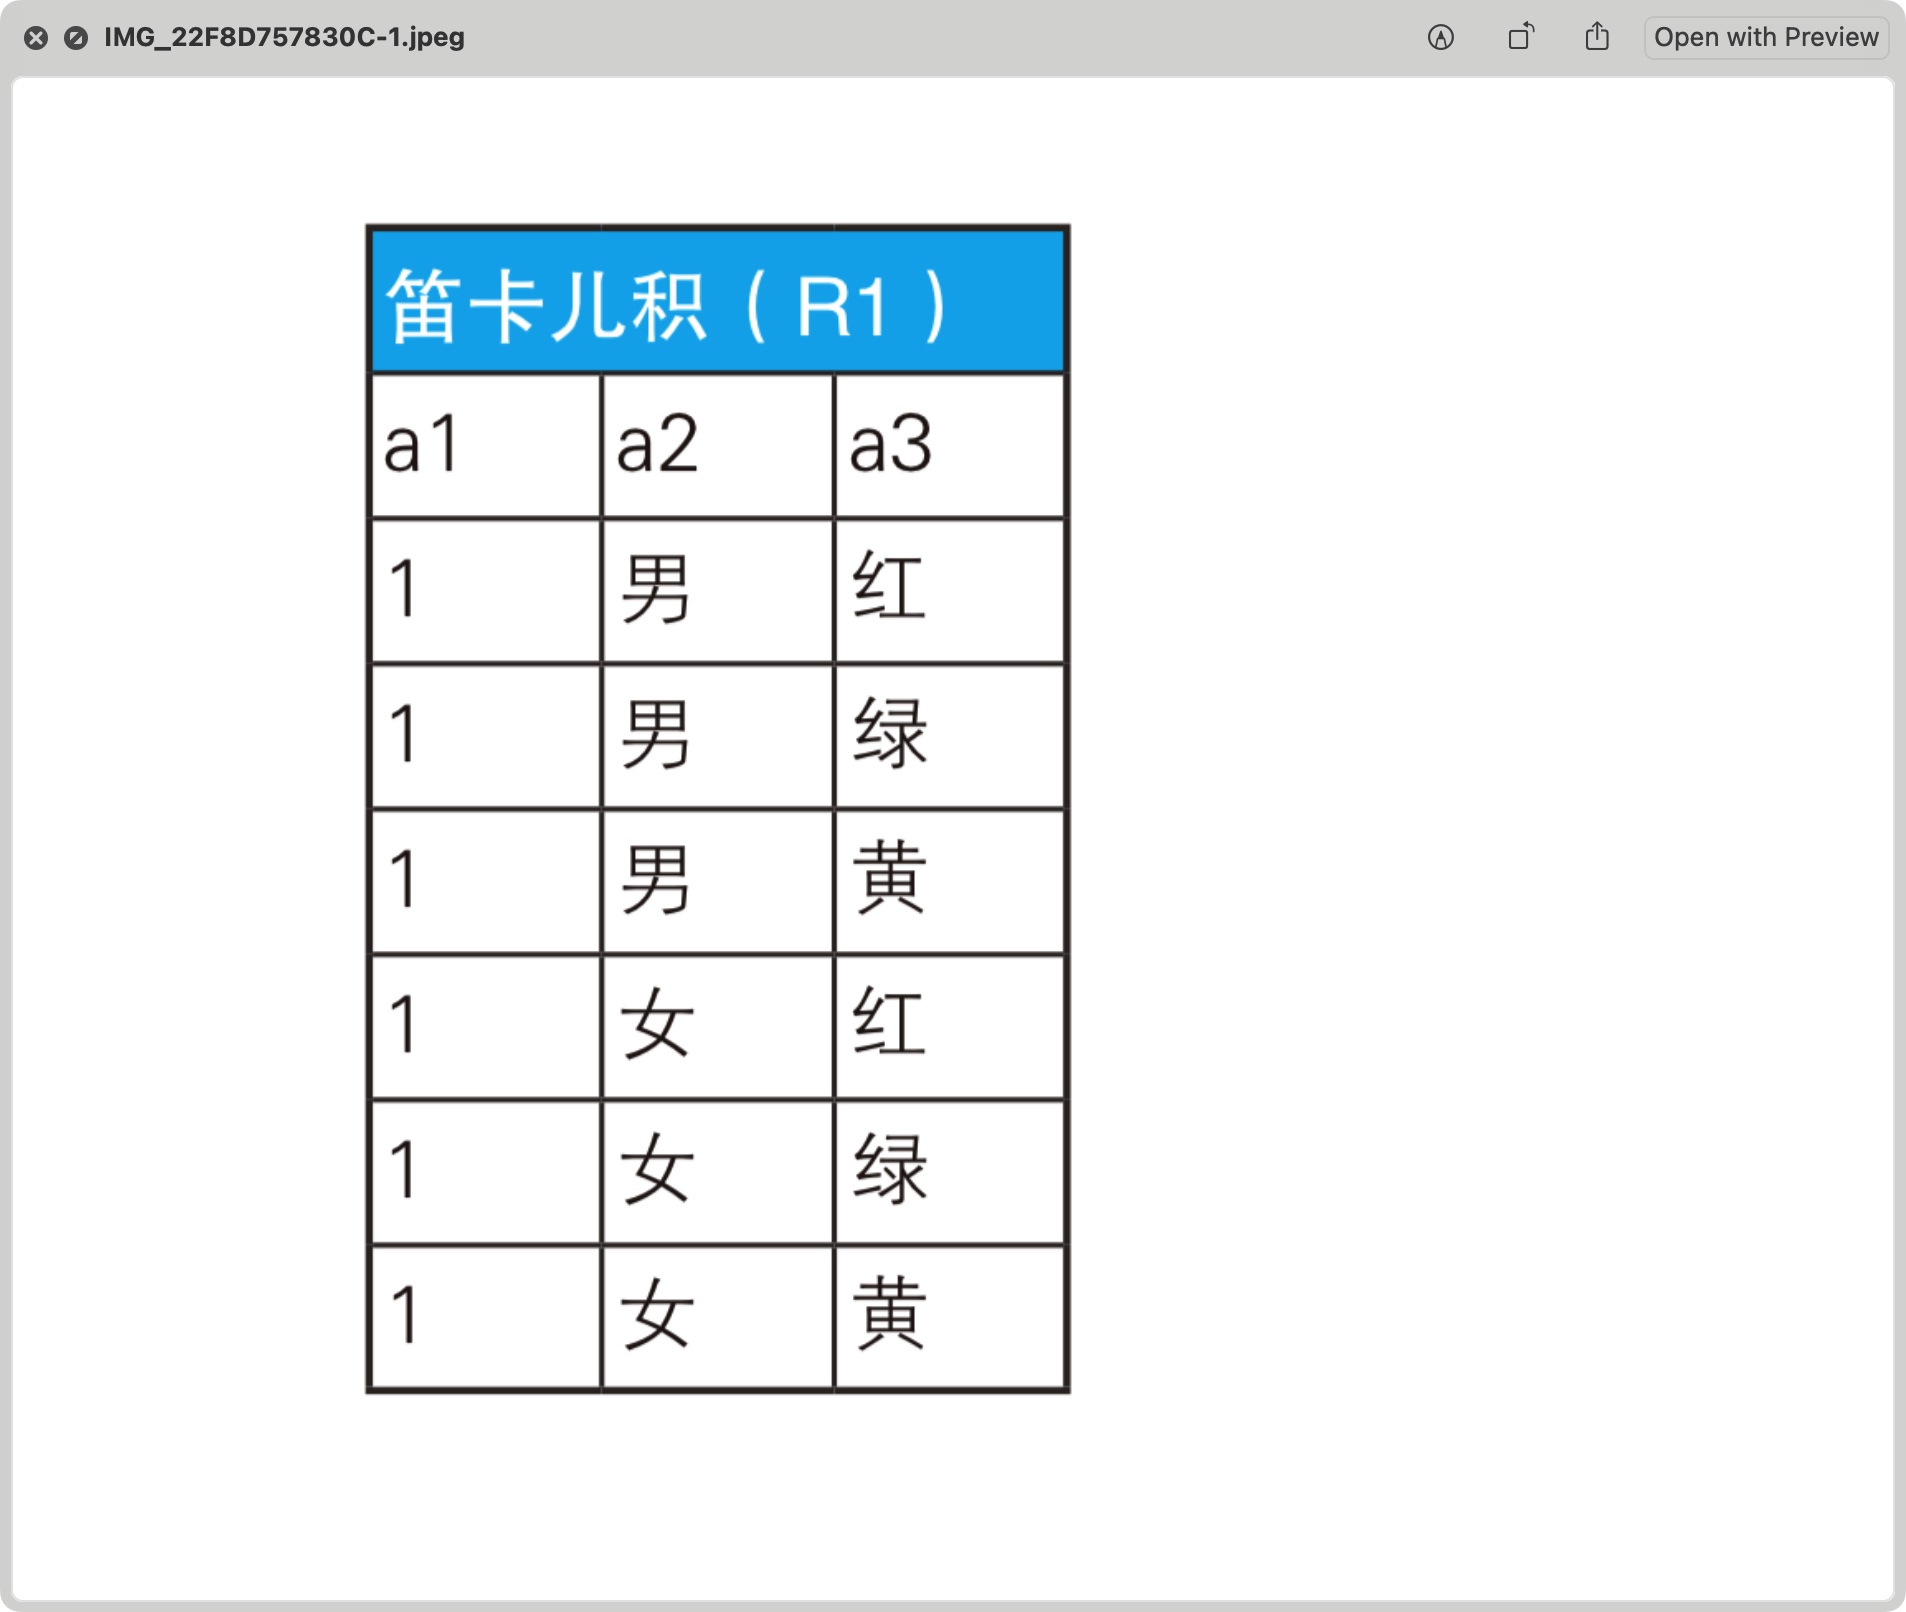 IMG_22F8D757830C-1.jpeg Open with Preview
笛卡儿积（R1）
a1 a2 a3
1 男 红
1 男 绿
1 男 黄
1 女 红
1 女 绿
1 女 黄